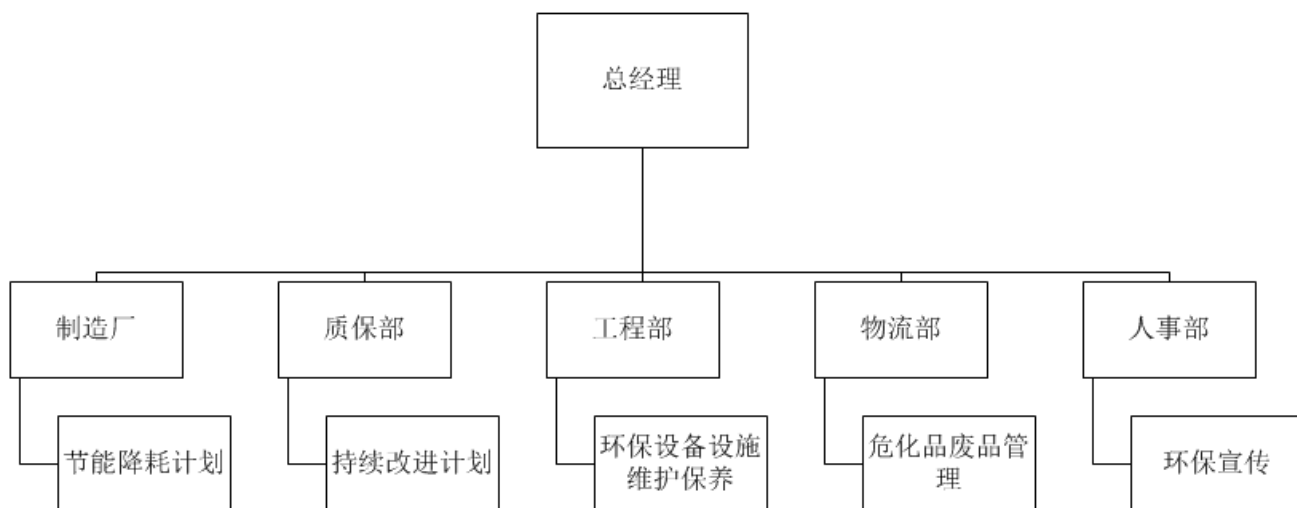 总经理
制造厂
质保部
工程部
物流部
人事部
节能降耗计划
持续改进计划
环保设备设施
维护保养
危化品废品管
理
环保宣传